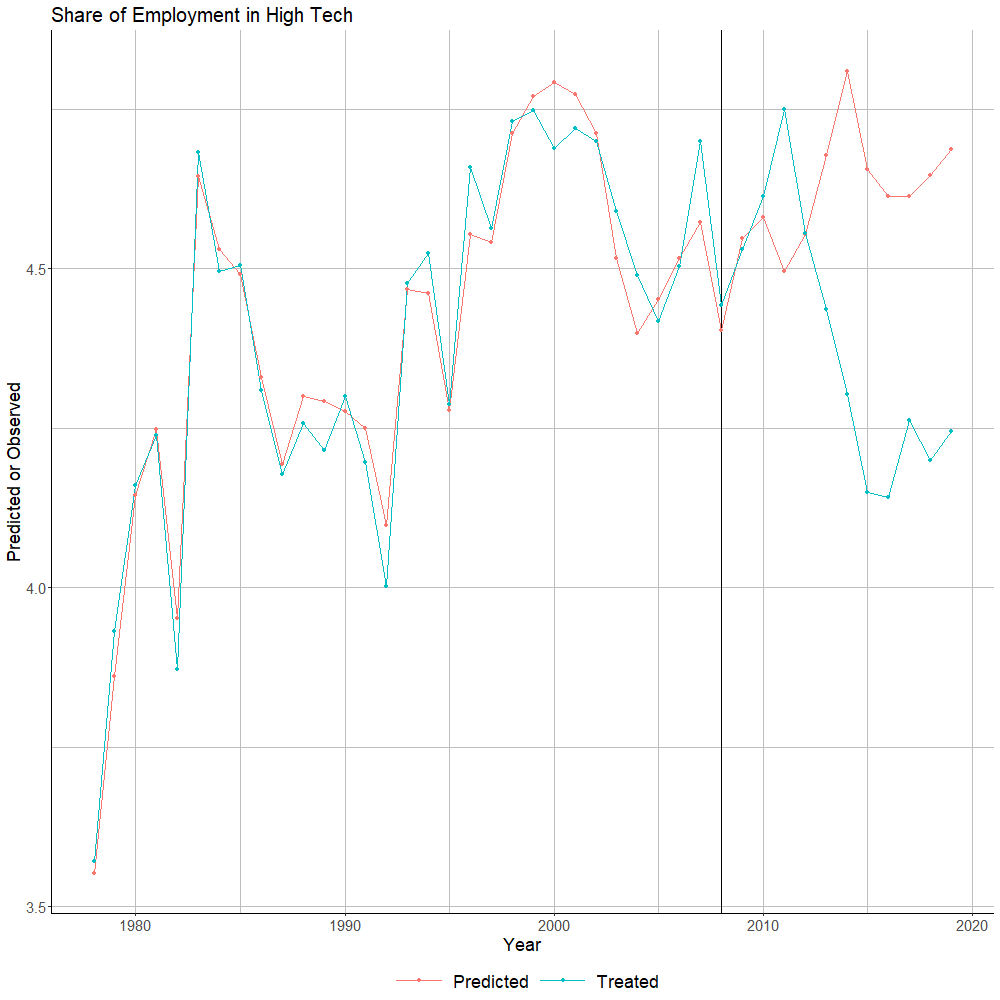 Share of Employment in High Tech
Predicted or Observed
4.5
4.0
3.5
1980 1990 2000 2010 2020
Year
Predicted Treated